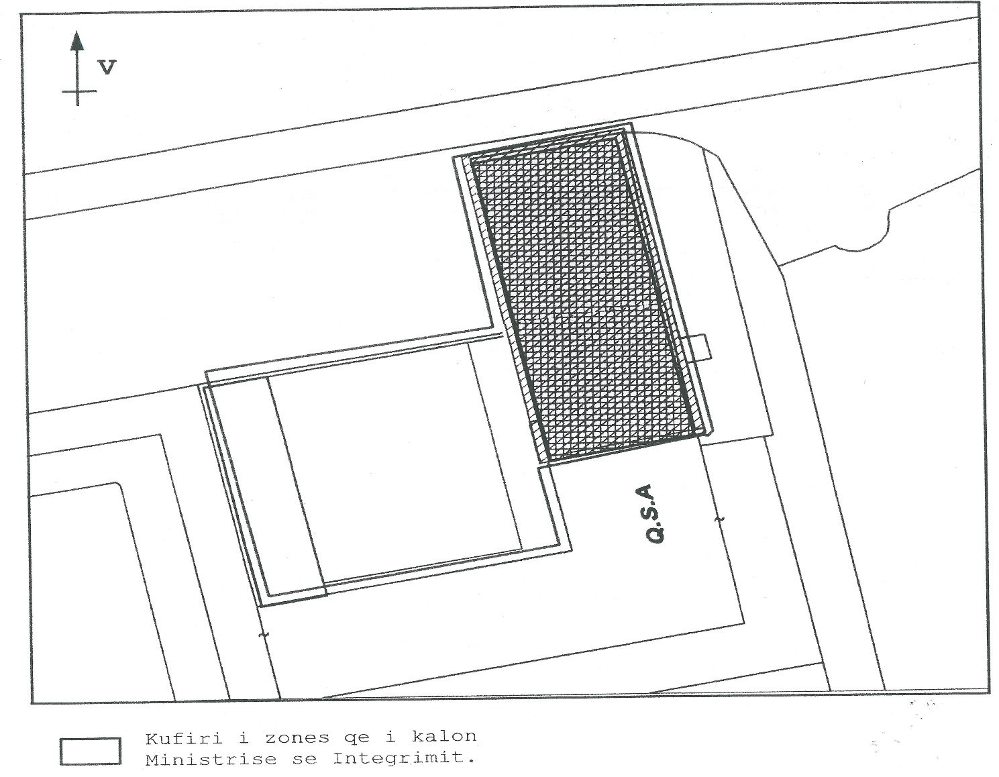 V
Q.S.A
Kufiri i zones qe i kalon
Ministrise se Integrimit.